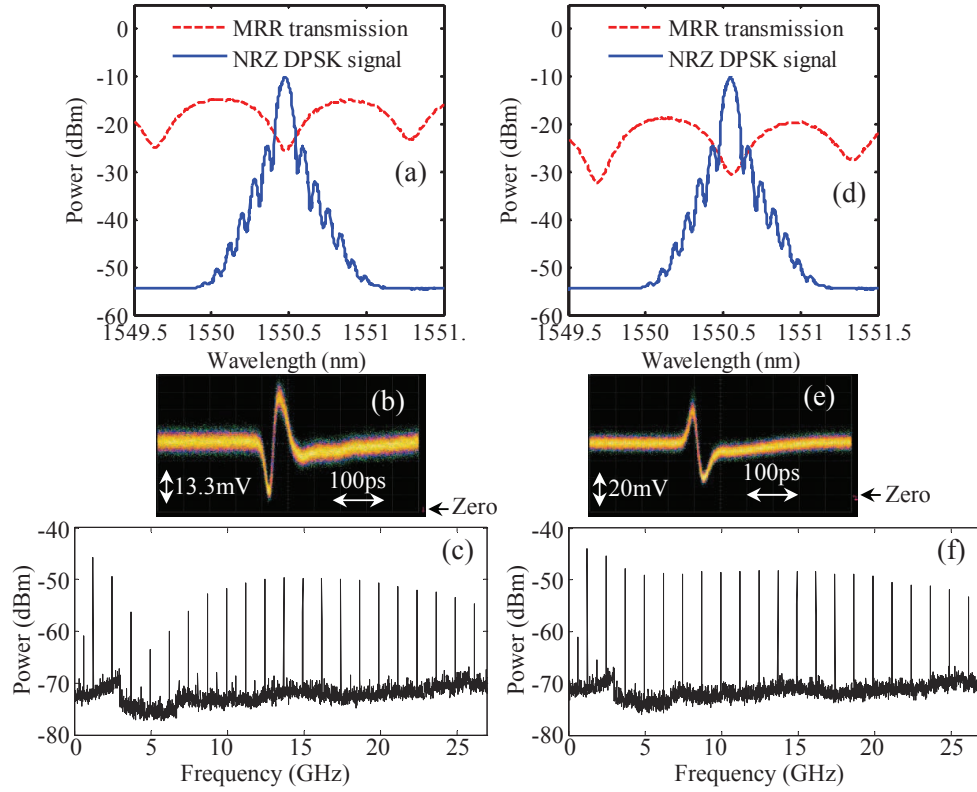 0
-10
-20
-30
-40
-50
-60
Power (dBm)
MRR transmission
NRZ DPSK signal
(a)
1549.5
1550
1550.5
1551
1551.
Wavelength (nm)
0
-10
-20
-30
-40
-50
-60
Power (dBm)
MRR transmission
NRZ DPSK signal
(d)
1549.5
1550
1550.5
1551
1551.5
Wavelength (nm)
(b)
13.3mV
100ps
Zero
(e)
20mV
100ps
Zero
-40
-50
-60
-70
-80
Power (dBm)
(c)
0
5
10
15
20
25
Frequency (GHz)
-40
-50
-60
-70
-80
Power (dBm)
(f)
0
5
10
15
20
25
Frequency (GHz)